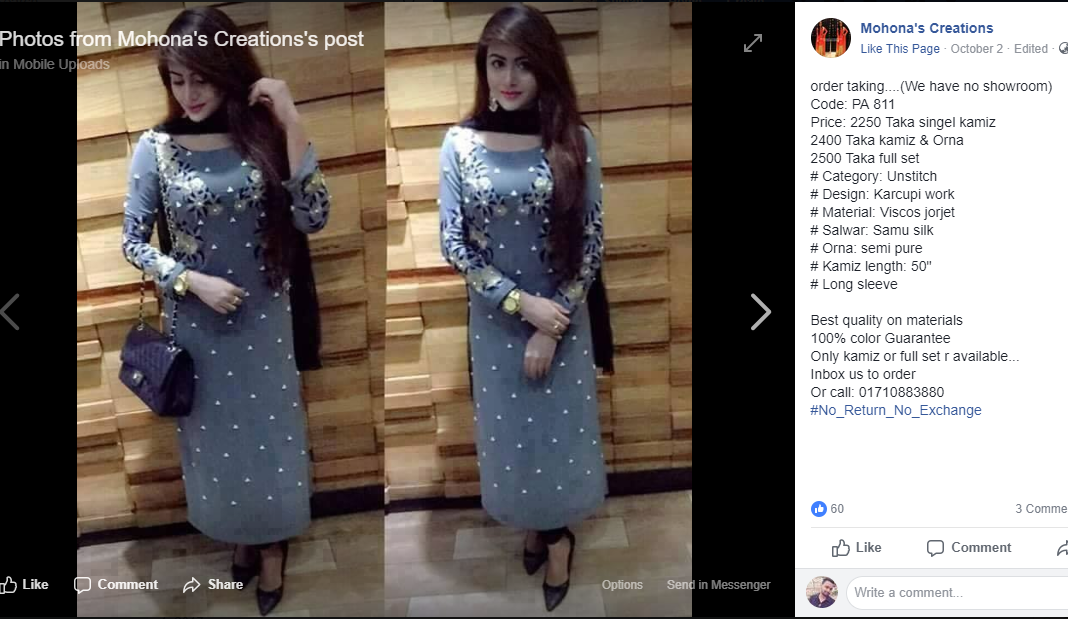 Photos from Mohona's Creations's post
in Mobile Uploads
Like
Comment
Share
Options
Send in Messenger
Mohona's Creations
Like This Page · October 2 · Edited ·
order taking....(We have no showroom)
Code: PA 811
Price: 2250 Taka singel kamiz
2400 Taka kamiz & Orna
2500 Taka full set
# Category: Unstitch
# Design: Karcupi work
# Material: Viscos jorjet
# Salwar: Samu silk
# Orna: semi pure
# Kamiz length: 50"
# Long sleeve
Best quality on materials
100% color Guarantee
Only kamiz or full set r available...
Inbox us to order
Or call: 01710883880
#No_Return_No_Exchange
60
3 Comme
Like
Comment
Write a comment...